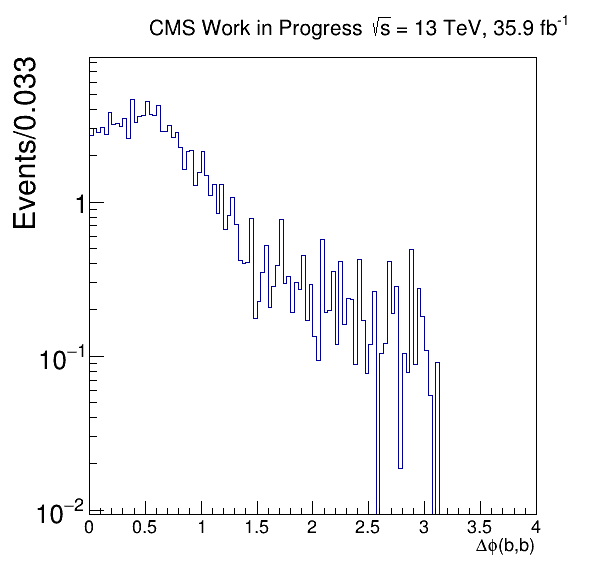 CMS Work in Progress √s = 13 TeV, 35.9 fb⁻¹
Events/0.033
1
10⁻¹
10⁻²
0 0.5 1 1.5 2 2.5 3 3.5 4
Δϕ(b,b)